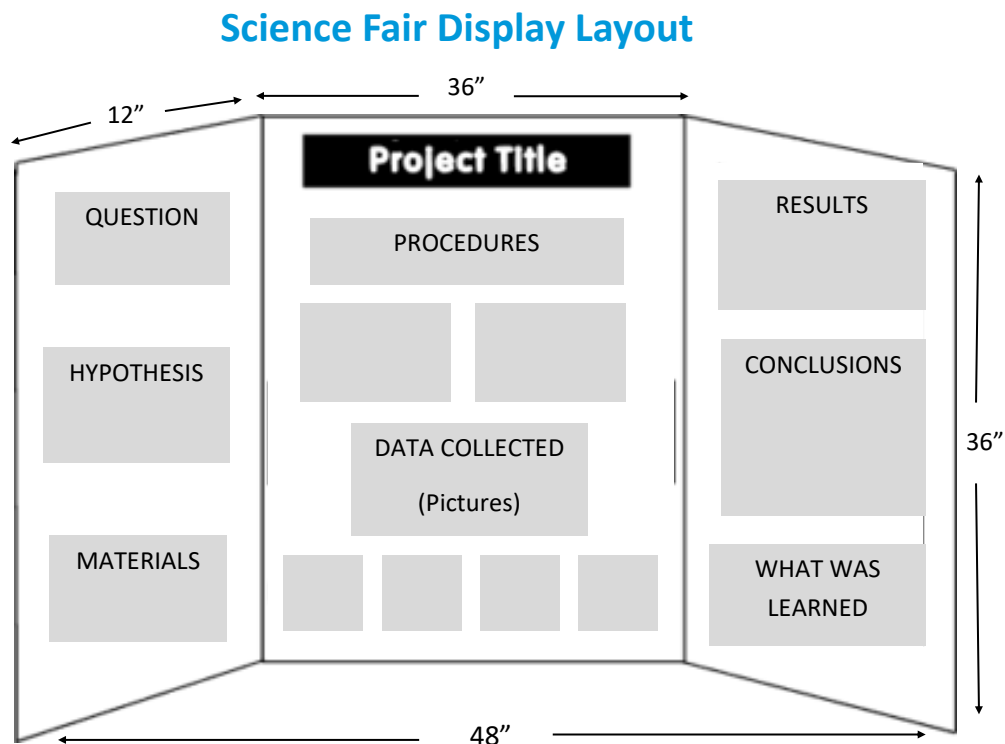 Science Fair Display Layout
12”
36”
Project Title
QUESTION
HYPOTHESIS
MATERIALS
PROCEDURES
DATA COLLECTED
(Pictures)
RESULTS
CONCLUSIONS
WHAT WAS
LEARNED
36”
48”